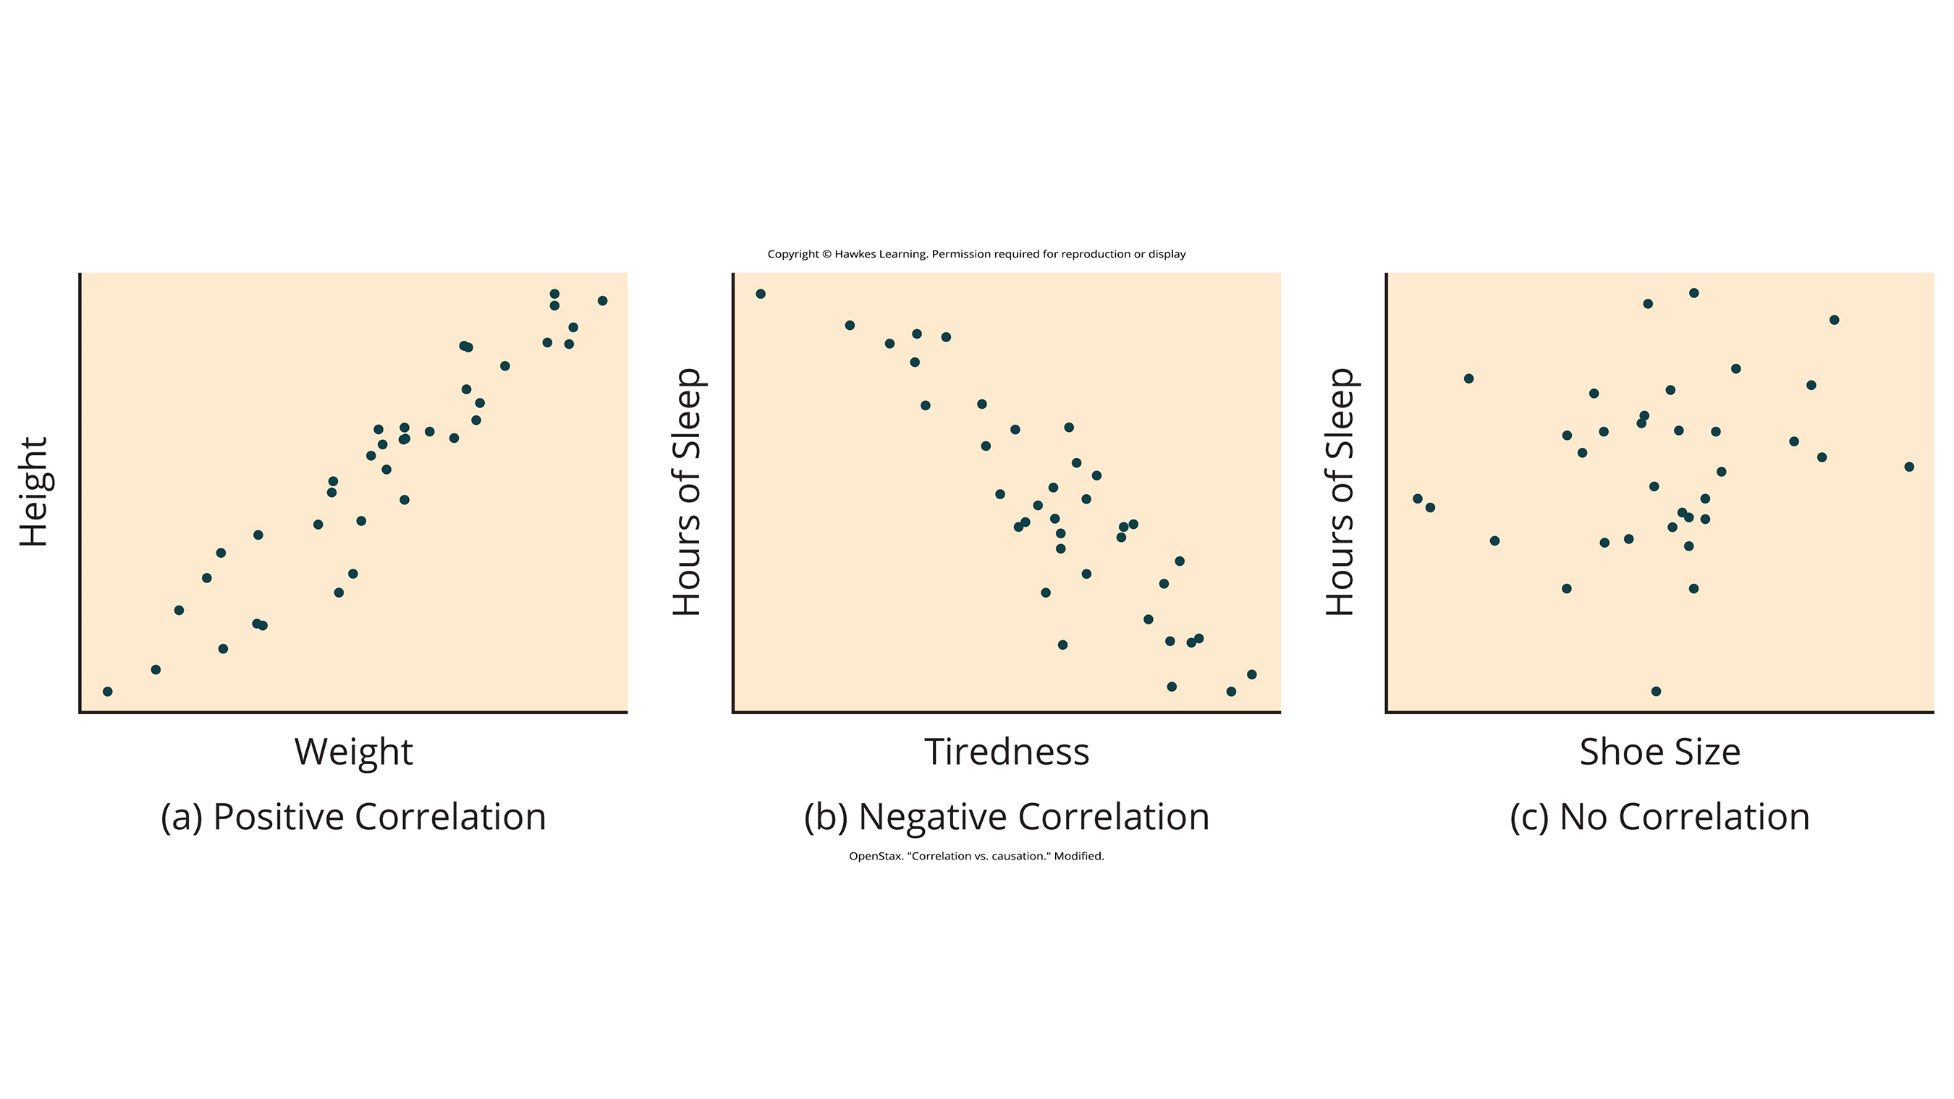 Copyright © Hawkes Learning. Permission required for reproduction or display
Height
Weight
(a) Positive Correlation
Hours of Sleep
Tiredness
(b) Negative Correlation
Hours of Sleep
Shoe Size
(c) No Correlation
OpenStax. "Correlation vs. causation." Modified.